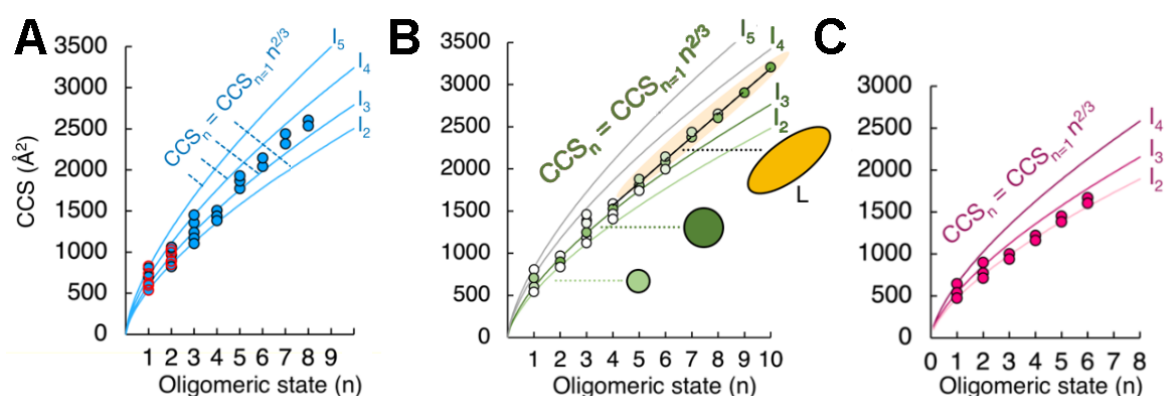 A
CCS (Å²)
3500
3000
2500
2000
1500
1000
500
0
CCSₙ = CCSₙ₌₁ n^2/3
I₅
I₄
I₃
I₂
1 2 3 4 5 6 7 8 9
Oligomeric state (n)
B
3500
3000
2500
2000
1500
1000
500
0
CCSₙ = CCSₙ₌₁ n^2/3
I₅
I₄
I₃
I₂
L
1 2 3 4 5 6 7 8 9 10
Oligomeric state (n)
C
3000
2500
2000
1500
1000
500
0
CCSₙ = CCSₙ₌₁ n^2/3
I₄
I₃
I₂
0 1 2 3 4 5 6 7 8
Oligomeric state (n)